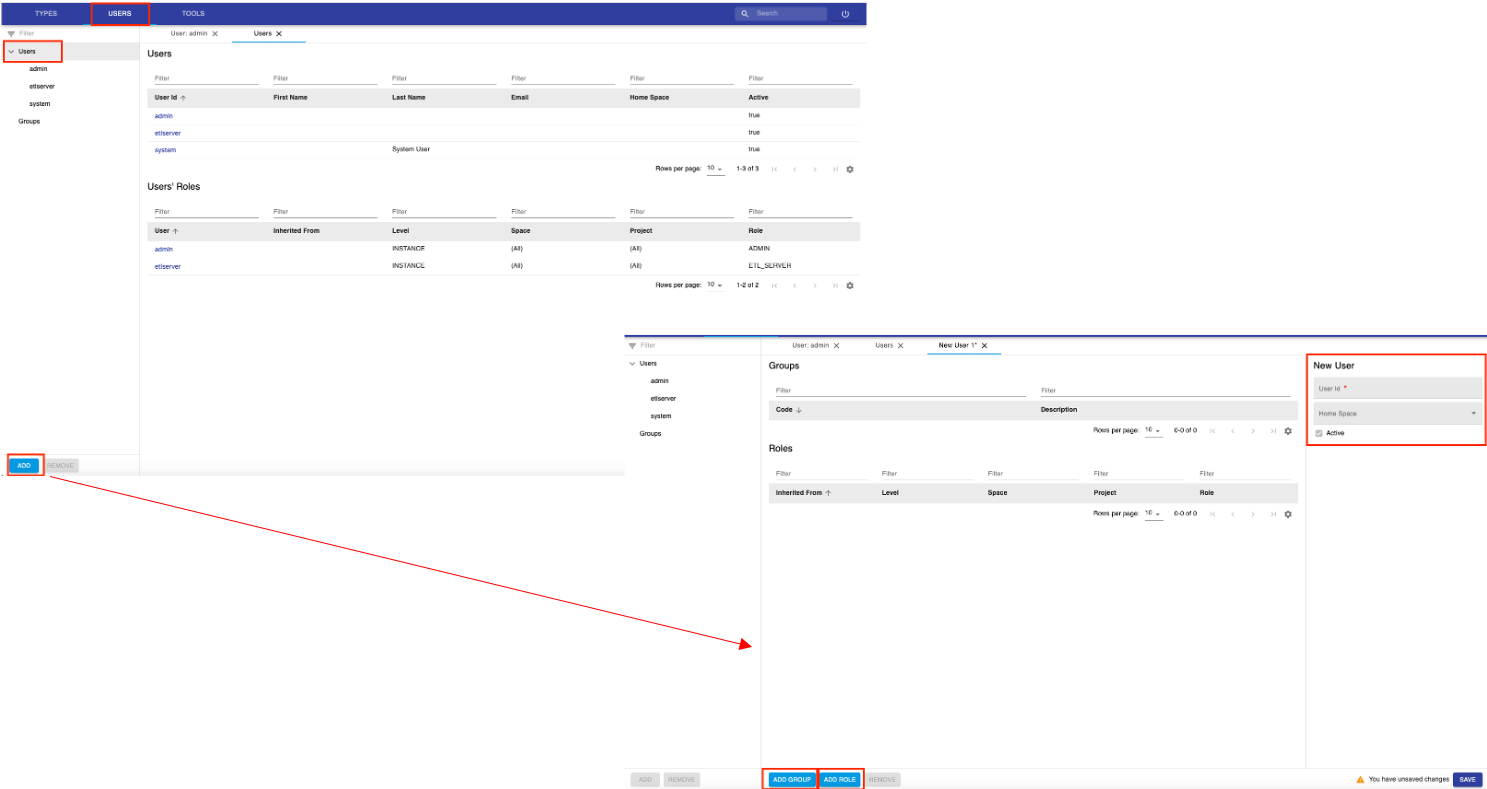 TYPES USERS TOOLS Search
Filter User: admin Users
Users
admin
etlserver
system
Groups
ADD REMOVE
Users
Filter Filter Filter Filter Filter Filter
User Id First Name Last Name Email Home Space Active
admin true
etlserver true
system System User true
Rows per page: 10 1-3 of 3
Users' Roles
Filter Filter Filter Filter Filter Filter
User Inherited From Level Space Project Role
admin INSTANCE (All) (All) ADMIN
etlserver INSTANCE (All) (All) ETL_SERVER
Rows per page: 10 1-2 of 2
Filter User: admin Users New User 1*
Users
admin
etlserver
system
Groups
Groups
Filter Filter
Code Description
Rows per page: 10 0-0 of 0
Roles
Filter Filter Filter Filter Filter
Inherited From Level Space Project Role
Rows per page: 10 0-0 of 0
New User
User Id *
Home Space
Active
ADD REMOVE ADD GROUP ADD ROLE REMOVE You have unsaved changes SAVE